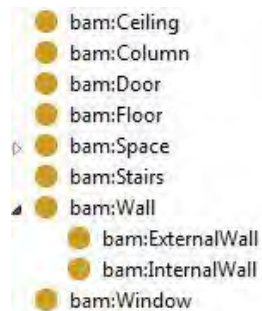 bam:Ceiling
bam:Column
bam:Door
bam:Floor
bam:Space
bam:Stairs
bam:Wall
bam:ExternalWall
bam:InternalWall
bam:Window